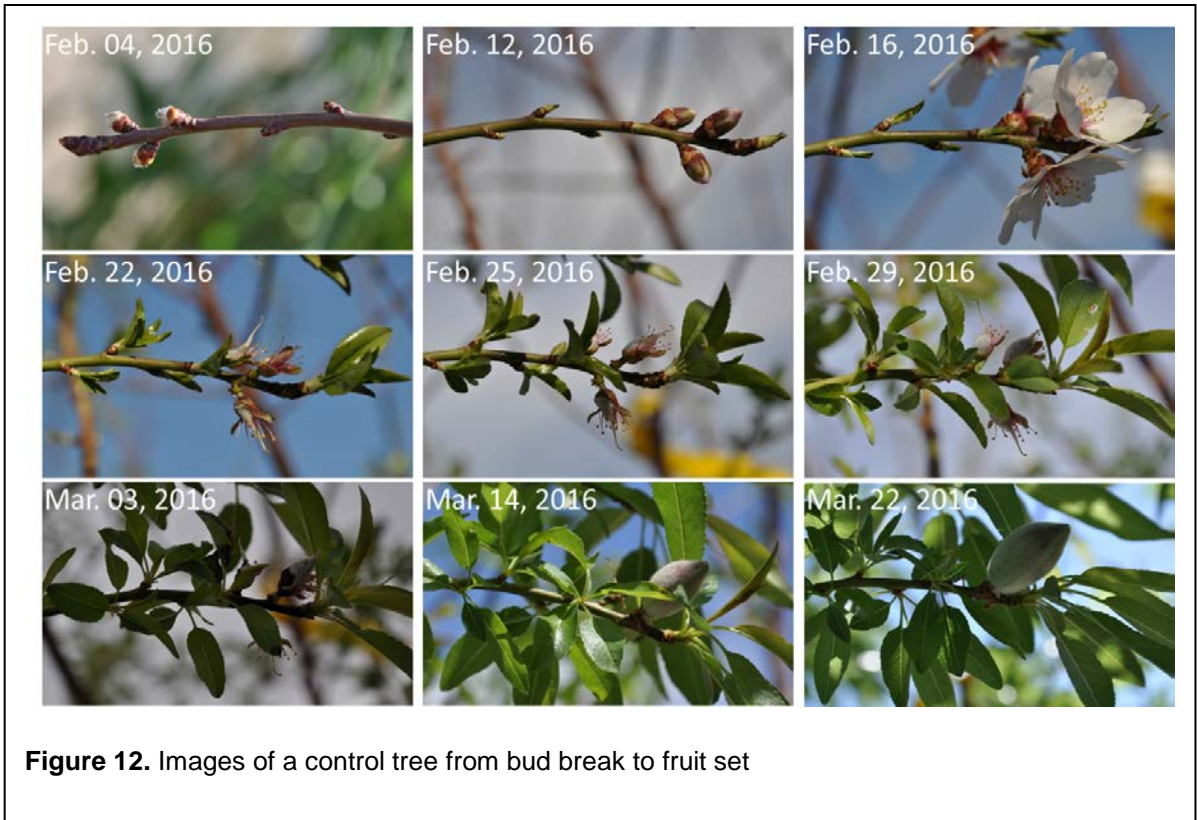 Feb. 04, 2016
Feb. 12, 2016
Feb. 16, 2016
Feb. 22, 2016
Feb. 25, 2016
Feb. 29, 2016
Mar. 03, 2016
Mar. 14, 2016
Mar. 22, 2016
Figure 12. Images of a control tree from bud break to fruit set